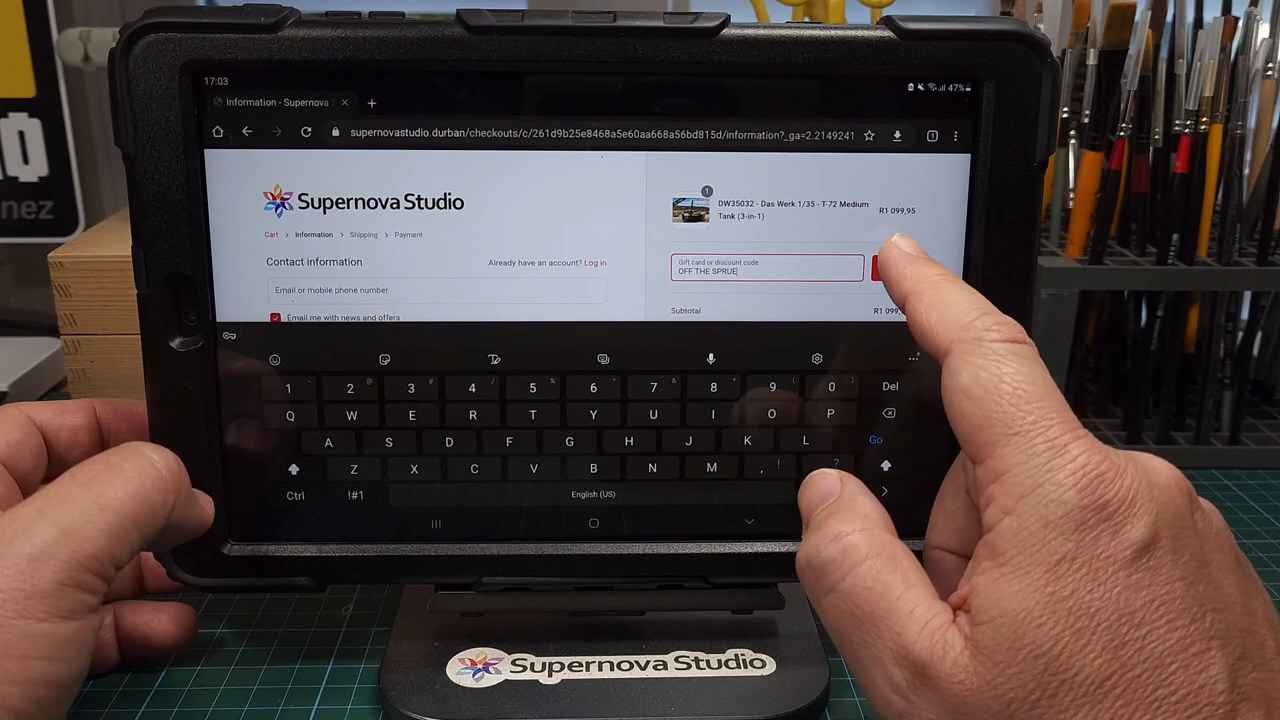 Q
nez
17:03
47%
Information - Supernova
supernovastudio.durban/checkouts/c/261d9b25e8468a5e60aa668a56bd815d/information?_ga=2.2149241
1
Supernova Studio
Cart > Information > Shipping > Payment
Contact information
Already have an account? Log in
Email or mobile phone number
Email me with news and offers
1
DW35032 - Das Werk 1/35 - T-72 Medium
Tank (3-in-1)
R1 099,95
Gift card or discount code
OFF THE SPRUE
Subtotal
R1 099,
1 2 3 4 5 6 7 8 9 0 Del
Q W E R T Y U I O P
A S D F G H J K L Go
Z X C V B N M , ! ?
Ctrl !#1 English (US)
Supernova Studio